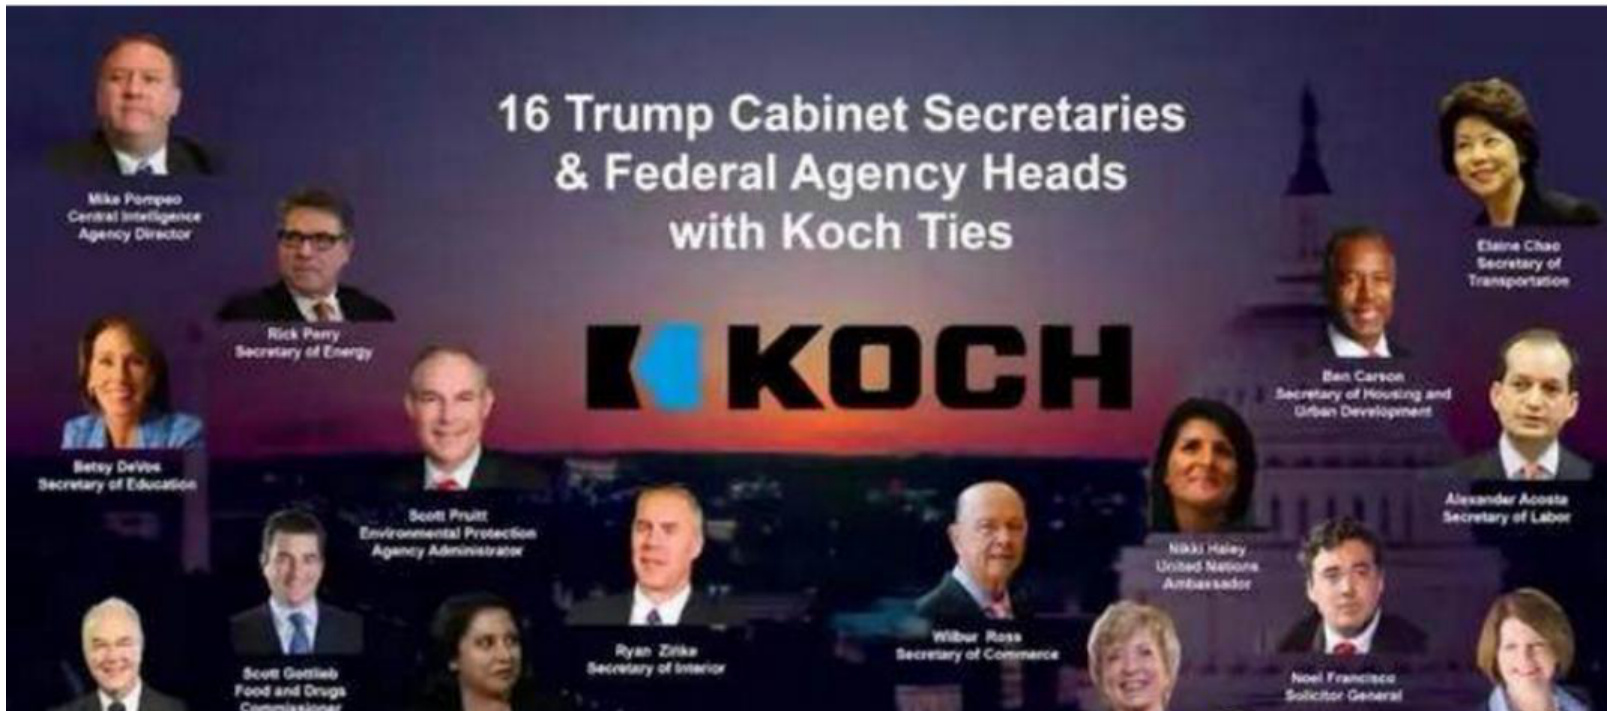 16 Trump Cabinet Secretaries
& Federal Agency Heads
with Koch Ties
KOCH
Mike Pompeo
Central Intelligence
Agency Director
Rick Perry
Secretary of Energy
Betsy DeVos
Secretary of Education
Scott Pruitt
Environmental Protection
Agency Administrator
Scott Gottlieb
Food and Drugs
Commissioner
Ryan Zinke
Secretary of Interior
Wilbur Ross
Secretary of Commerce
Nikki Haley
United Nations
Ambassador
Noel Francisco
Solicitor General
Elaine Chao
Secretary of
Transportation
Ben Carson
Secretary of Housing and
Urban Development
Alexander Acosta
Secretary of Labor